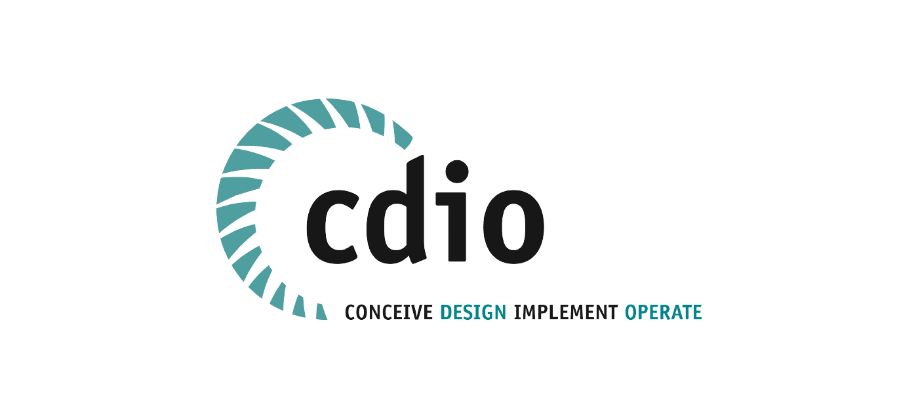 cdio
CONCEIVE DESIGN IMPLEMENT OPERATE